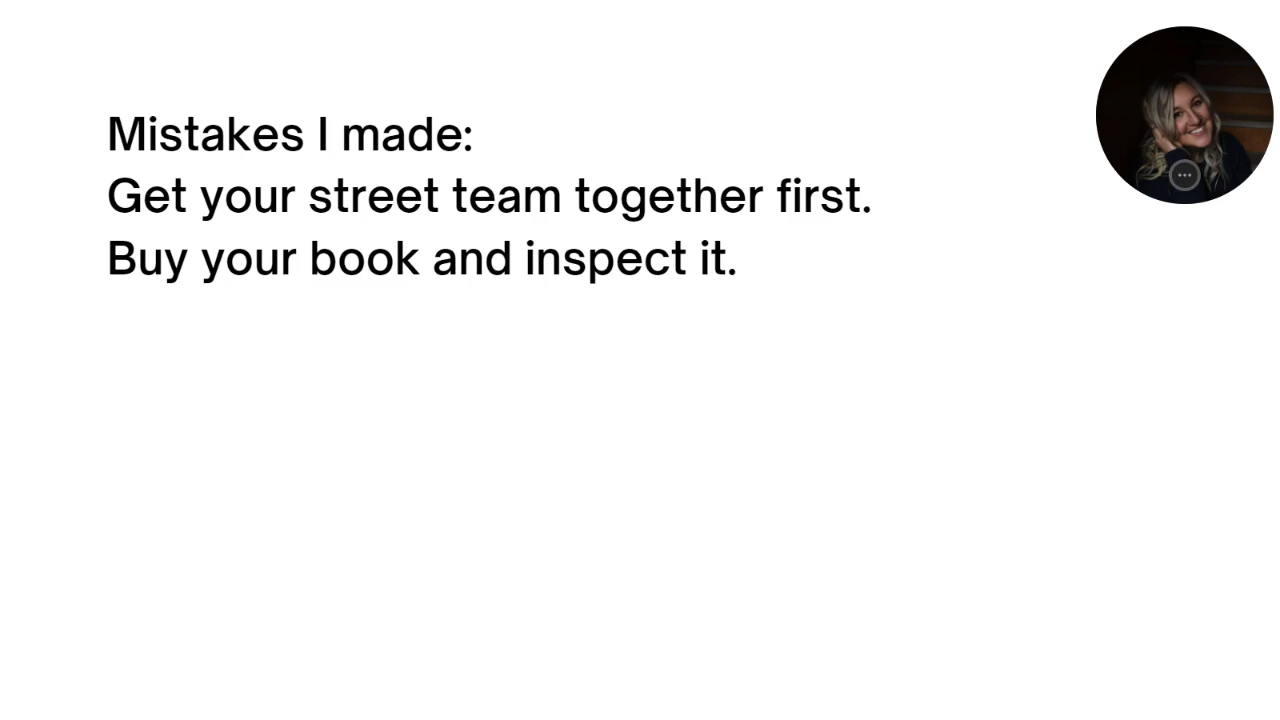 Mistakes I made:
Get your street team together first.
Buy your book and inspect it.